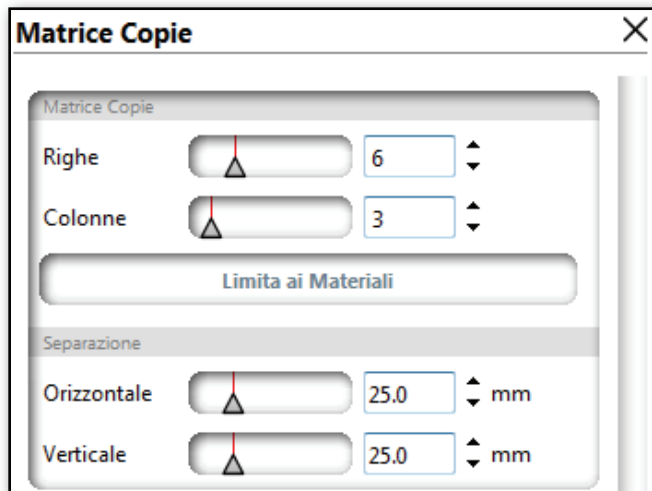 Matrice Copie
Matrice Copie
Righe 6
Colonne 3
Limita ai Materiali
Separazione
Orizzontale 25.0 mm
Verticale 25.0 mm